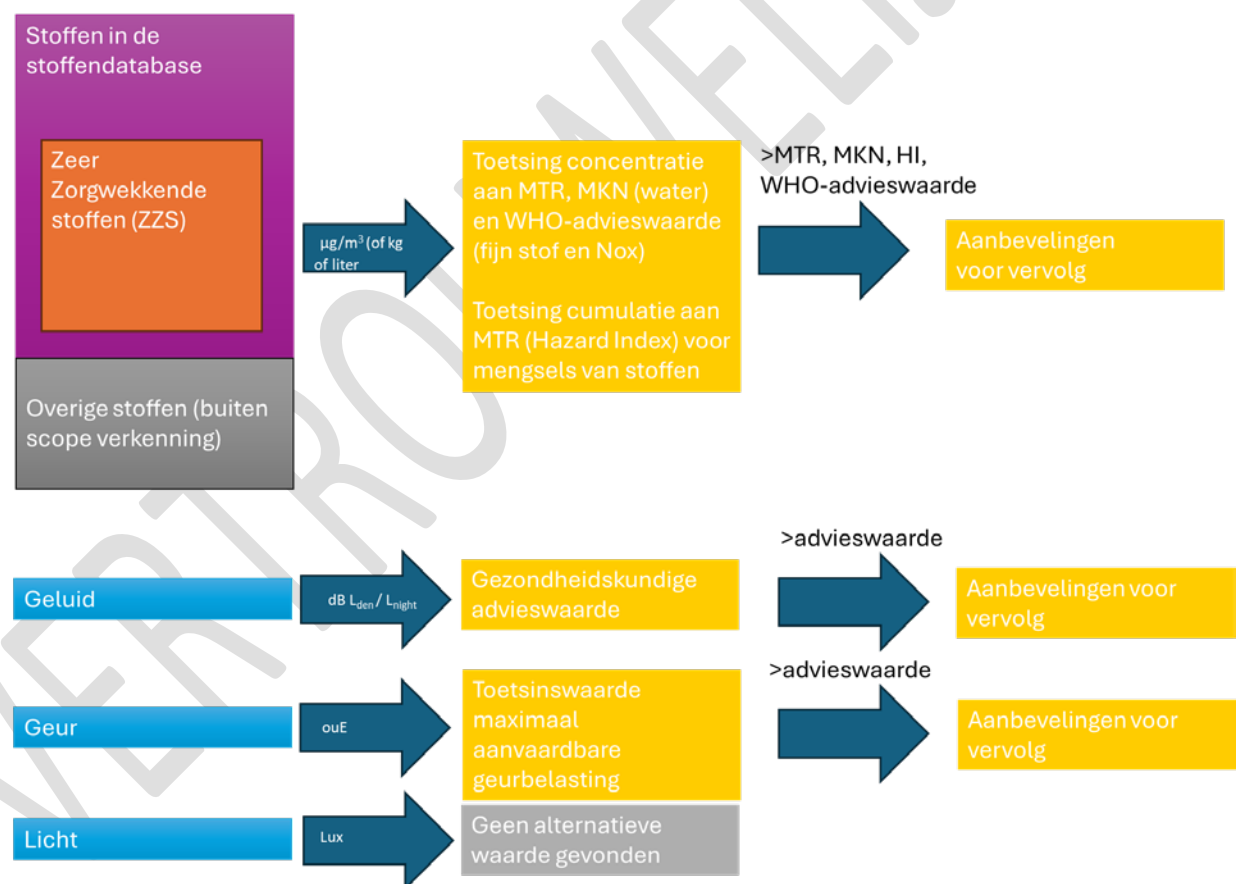 Stoffen in de
stoffendatabase
Zeer
Zorgwekkende
stoffen (ZZS)
Overige stoffen (buiten
scope verkenning)
µg/m³ (of kg
of liter
Toetsing concentratie
aan MTR, MKN (water)
en WHO-advieswaarde
(fijn stof en Nox)
Toetsing cumulatie aan
MTR (Hazard Index) voor
mengsels van stoffen
>MTR, MKN, HI,
WHO-advieswaarde
Aanbevelingen
voor vervolg
Geluid
dB Lden / Lnight
Gezondheidskundige
advieswaarde
>advieswaarde
Aanbevelingen voor
vervolg
Geur
ouE
Toetsinswaarde
maximaal
aanvaardbare
geurbelasting
>advieswaarde
Aanbevelingen voor
vervolg
Licht
Lux
Geen alternatieve
waarde gevonden